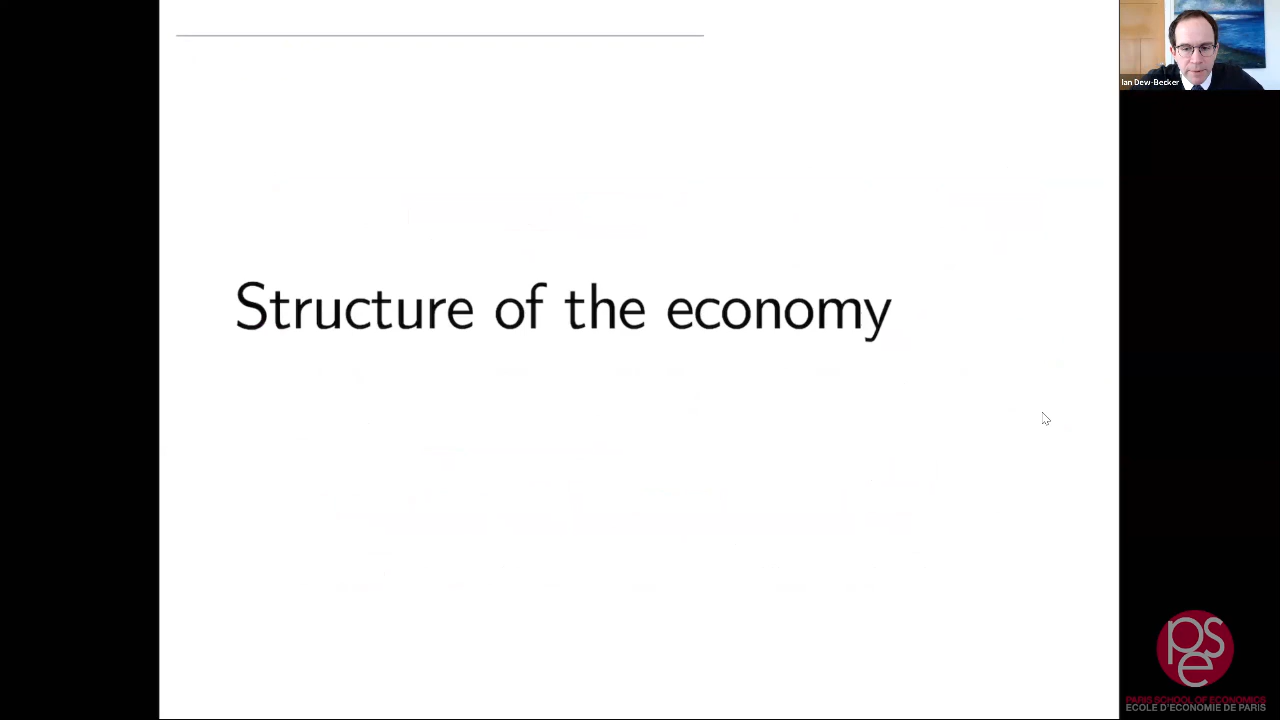 Structure of the economy
Ian Dew-Becker
pse
PARIS SCHOOL OF ECONOMICS
ECOLE D'ECONOMIE DE PARIS